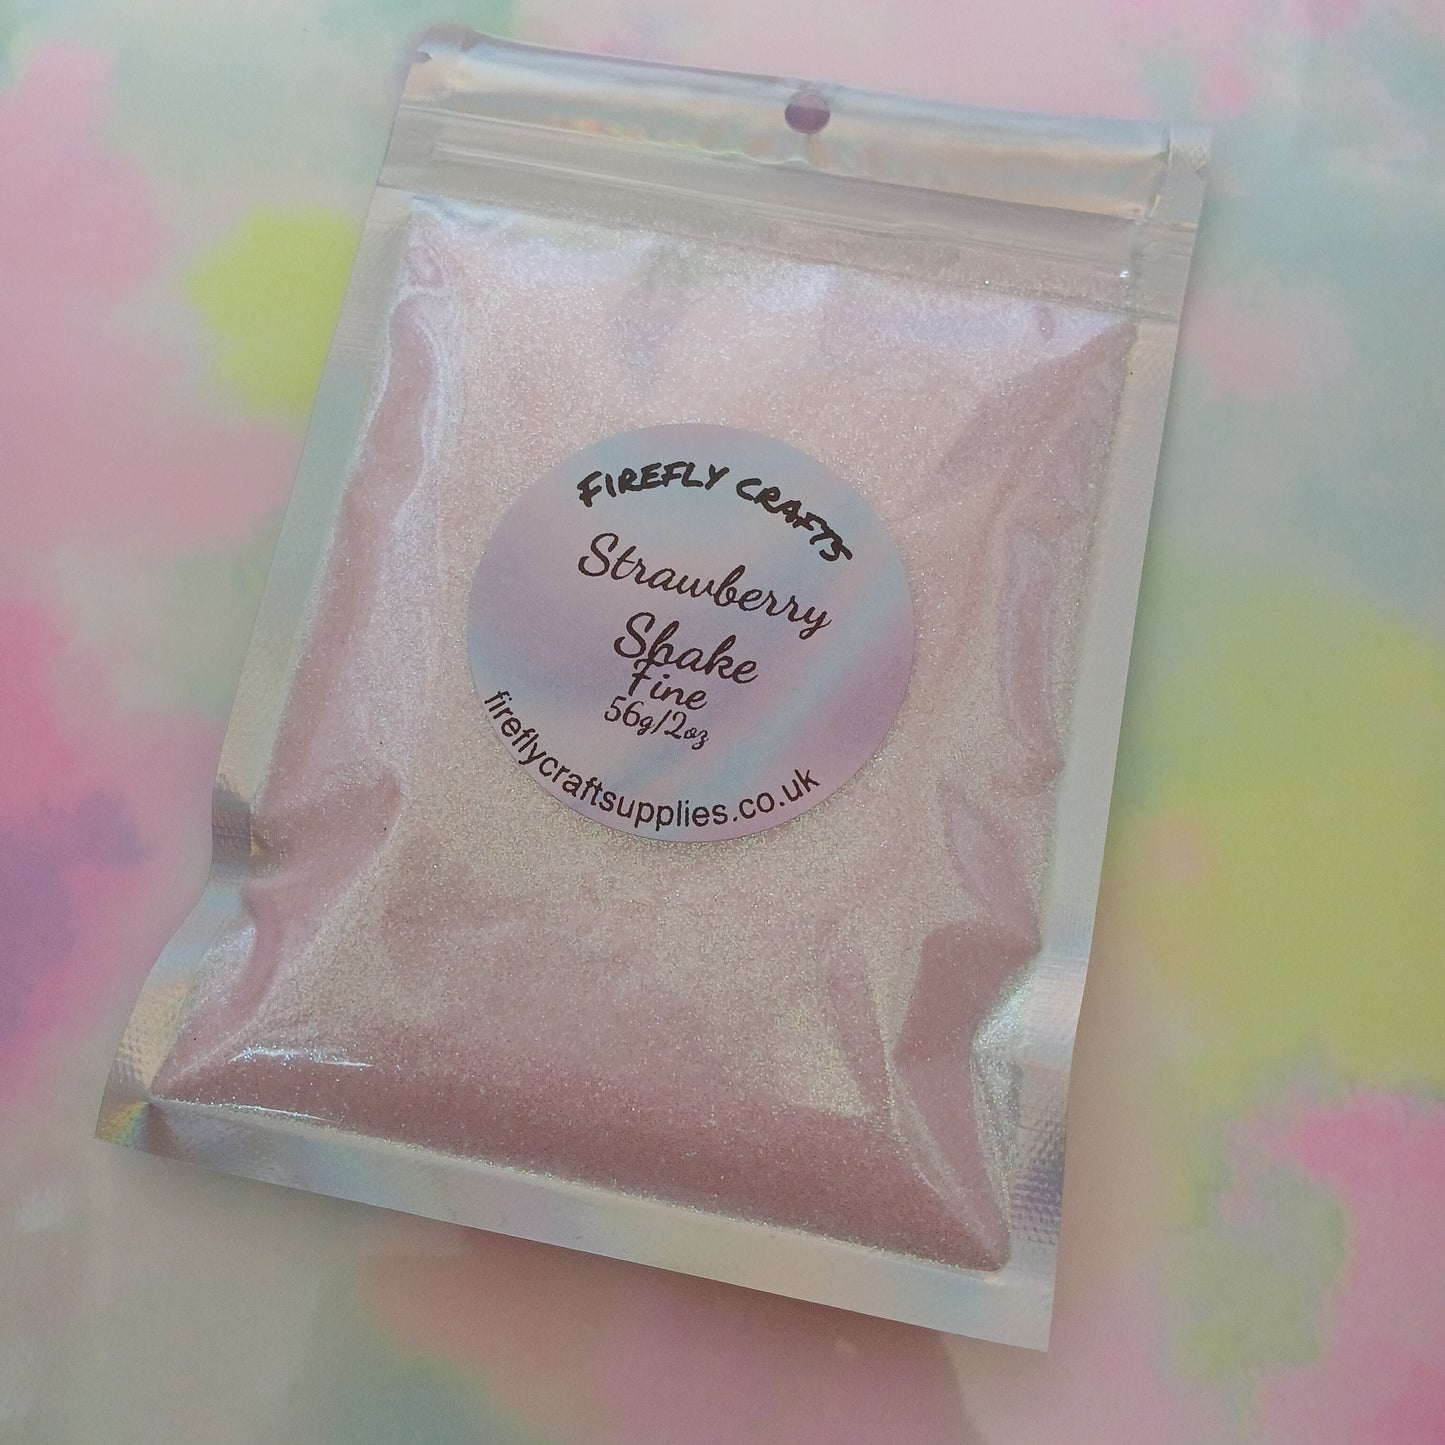 FIREFLY CRAFTS
Strawberry
Shake
Fine
56g/2oz
fireflycraftsupplies.co.uk